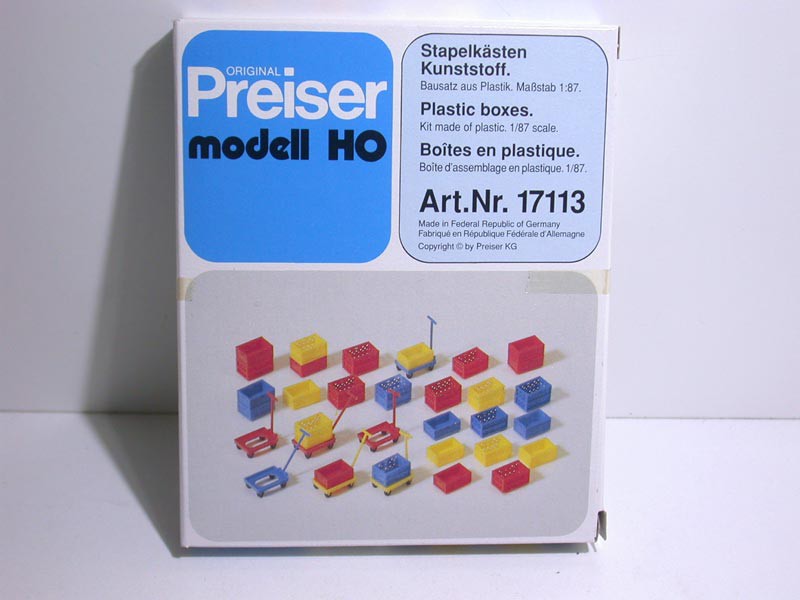 ORIGINAL
Preiser
modell HO
Stapelkästen
Kunststoff.
Bausatz aus Plastik. Maßstab 1:87.
Plastic boxes.
Kit made of plastic. 1/87 scale.
Boîtes en plastique.
Boîte d'assemblage en plastique. 1/87.
Art.Nr. 17113
Made in Federal Republic of Germany
Fabriqué en République Fédérale d'Allemagne
Copyright © by Preiser KG